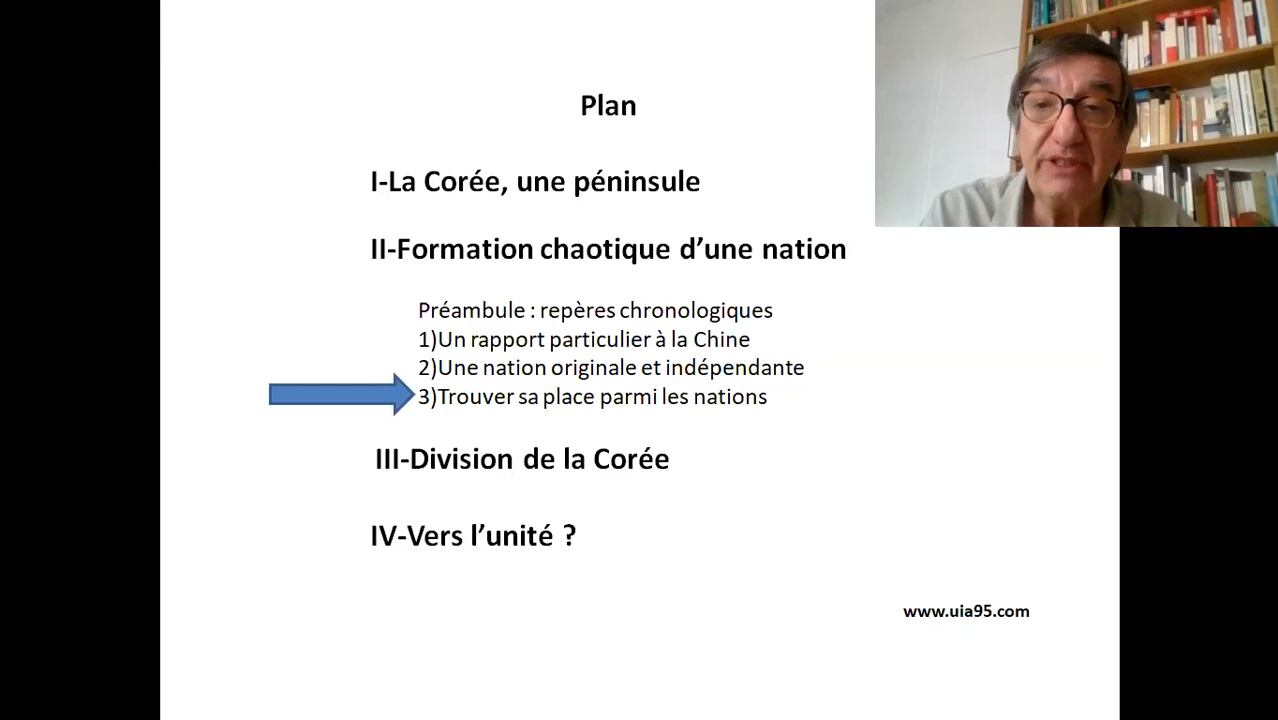 Plan
I-La Corée, une péninsule
II-Formation chaotique d’une nation
Préambule : repères chronologiques
1)Un rapport particulier à la Chine
2)Une nation originale et indépendante
3)Trouver sa place parmi les nations
III-Division de la Corée
IV-Vers l’unité ?
www.uia95.com